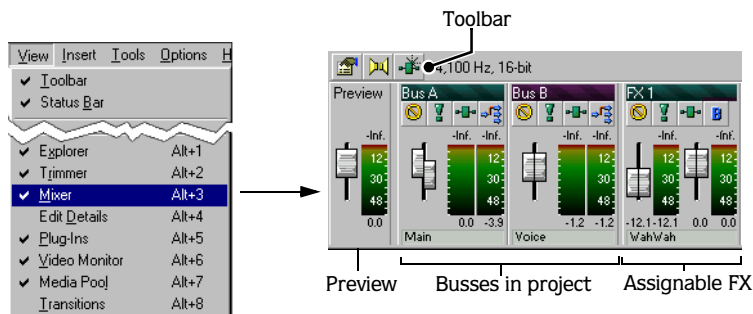 Toolbar
View Insert Tools Options H
Toolbar
Status Bar
Explorer Alt+1
Trimmer Alt+2
Mixer Alt+3
Edit Details Alt+4
Plug-Ins Alt+5
Video Monitor Alt+6
Media Pool Alt+7
Transitions Alt+8
4,100 Hz, 16-bit
Preview Bus A Bus B FX 1
B
-Inf. -Inf. -Inf. -Inf. -Inf. -Inf. -Inf.
12 12 12 12 12
30 30 30 30 30
48 48 48 48 48
0.0 0.0 -3.9 -1.2 -1.2 -12.1 -12.1 0.0 0.0
Main Voice WahWah
Preview Busses in project Assignable FX